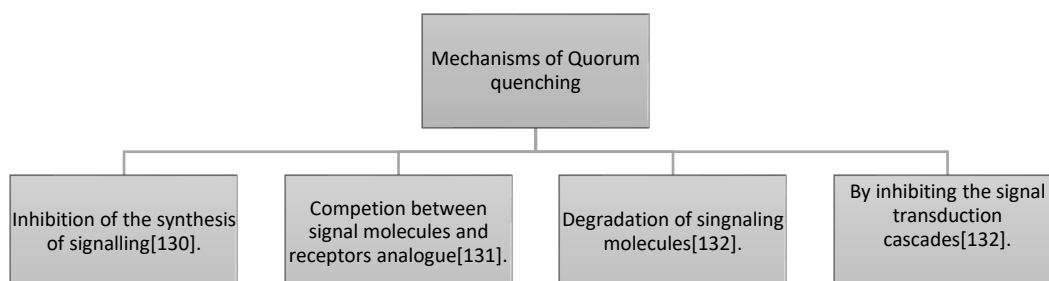 Mechanisms of Quorum
quenching
Inhibition of the synthesis
of signalling[130].
Competion between
signal molecules and
receptors analogue[131].
Degradation of singnaling
molecules[132].
By inhibiting the signal
transduction
cascades[132].